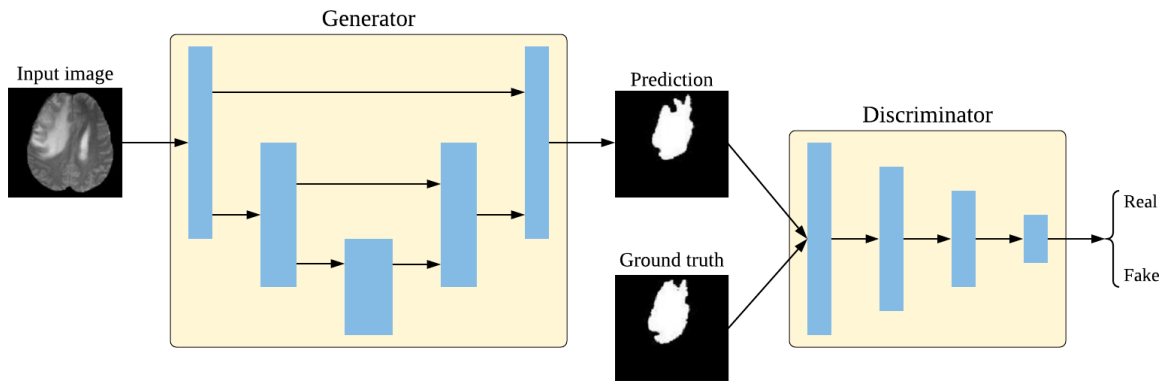 Generator
Input image
Prediction
Discriminator
Real
Ground truth
Fake